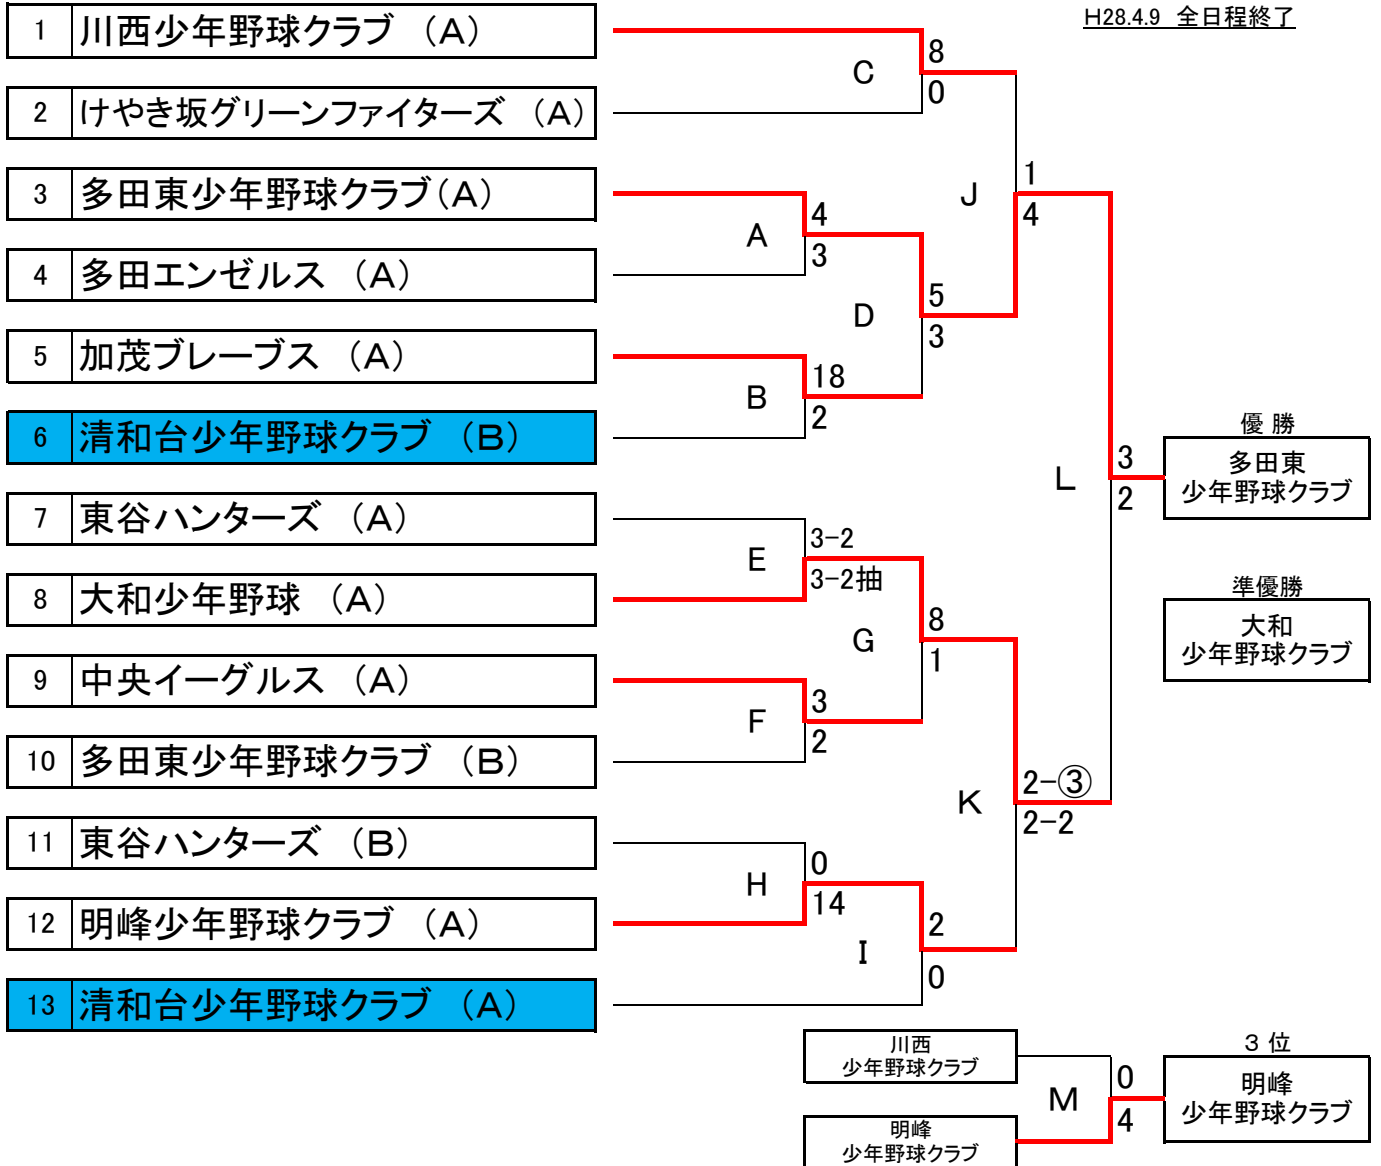 H28.4.9 全日程終了
1 川西少年野球クラブ （A）
2 けやき坂グリーンファイターズ （A）
3 多田東少年野球クラブ（A）
4 多田エンゼルス （A）
5 加茂ブレーブス （A）
6 清和台少年野球クラブ （B）
7 東谷ハンターズ （A）
8 大和少年野球 （A）
9 中央イーグルス （A）
10 多田東少年野球クラブ （B）
11 東谷ハンターズ （B）
12 明峰少年野球クラブ （A）
13 清和台少年野球クラブ （A）
C
8
0
A
4
3
D
5
3
B
18
2
J
1
4
E
3-2
3-2抽
G
8
1
F
3
2
K
2-③
2-2
H
0
14
I
2
0
L
3
2
優 勝
多田東
少年野球クラブ
準優勝
大和
少年野球クラブ
川西
少年野球クラブ
明峰
少年野球クラブ
M
0
4
３ 位
明峰
少年野球クラブ